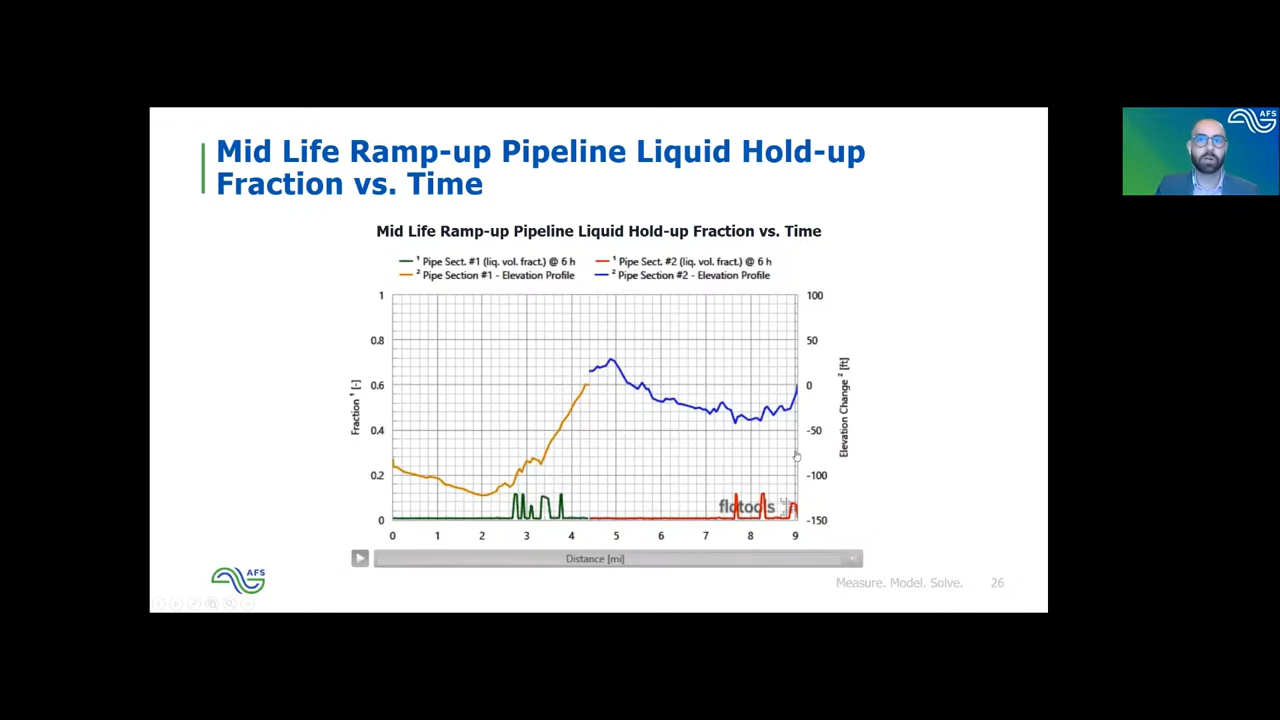 AFS
Mid Life Ramp-up Pipeline Liquid Hold-up
Fraction vs. Time
Mid Life Ramp-up Pipeline Liquid Hold-up Fraction vs. Time
¹ Pipe Sect. #1 (liq. vol. fract.) @ 6 h
¹ Pipe Sect. #2 (liq. vol. fract.) @ 6 h
² Pipe Section #1 - Elevation Profile
² Pipe Section #2 - Elevation Profile
1
0.8
0.6
0.4
0.2
0
Fraction ¹ [-]
100
50
0
-50
-100
-150
Elevation Change ² [ft]
flotools
0 1 2 3 4 5 6 7 8 9
Distance [mi]
AFS
Measure. Model. Solve. 26